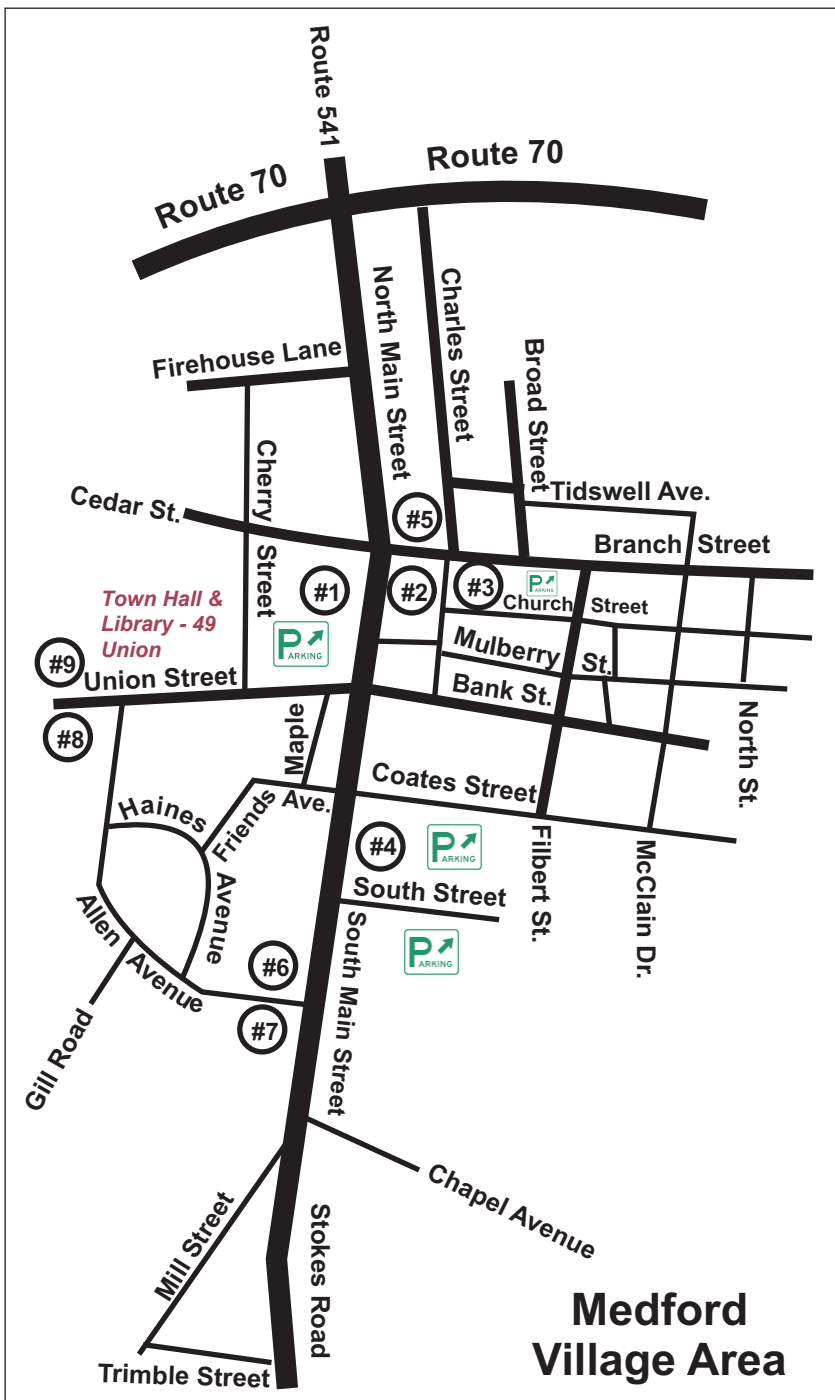 Route 541
Route 70
Route 70
North Main Street
Charles Street
Firehouse Lane
Broad Street
Cherry
Street
Cedar St.
#5
Tidswell Ave.
Branch Street
#1
#2
#3
P
ARKING
Church Street
Town Hall &
Library - 49
Union
P
ARKING
#9
Union Street
Mulberry St.
Bank St.
#8
Maple
North St.
Coates Street
Haines
Avenue
Friends
Ave.
#4
P
ARKING
Filbert St.
McClain Dr.
South Street
Allen
Avenue
South Main Street
P
ARKING
#6
#7
Gill Road
Chapel Avenue
Mill Street
Stokes Road
Trimble Street
Medford
Village Area